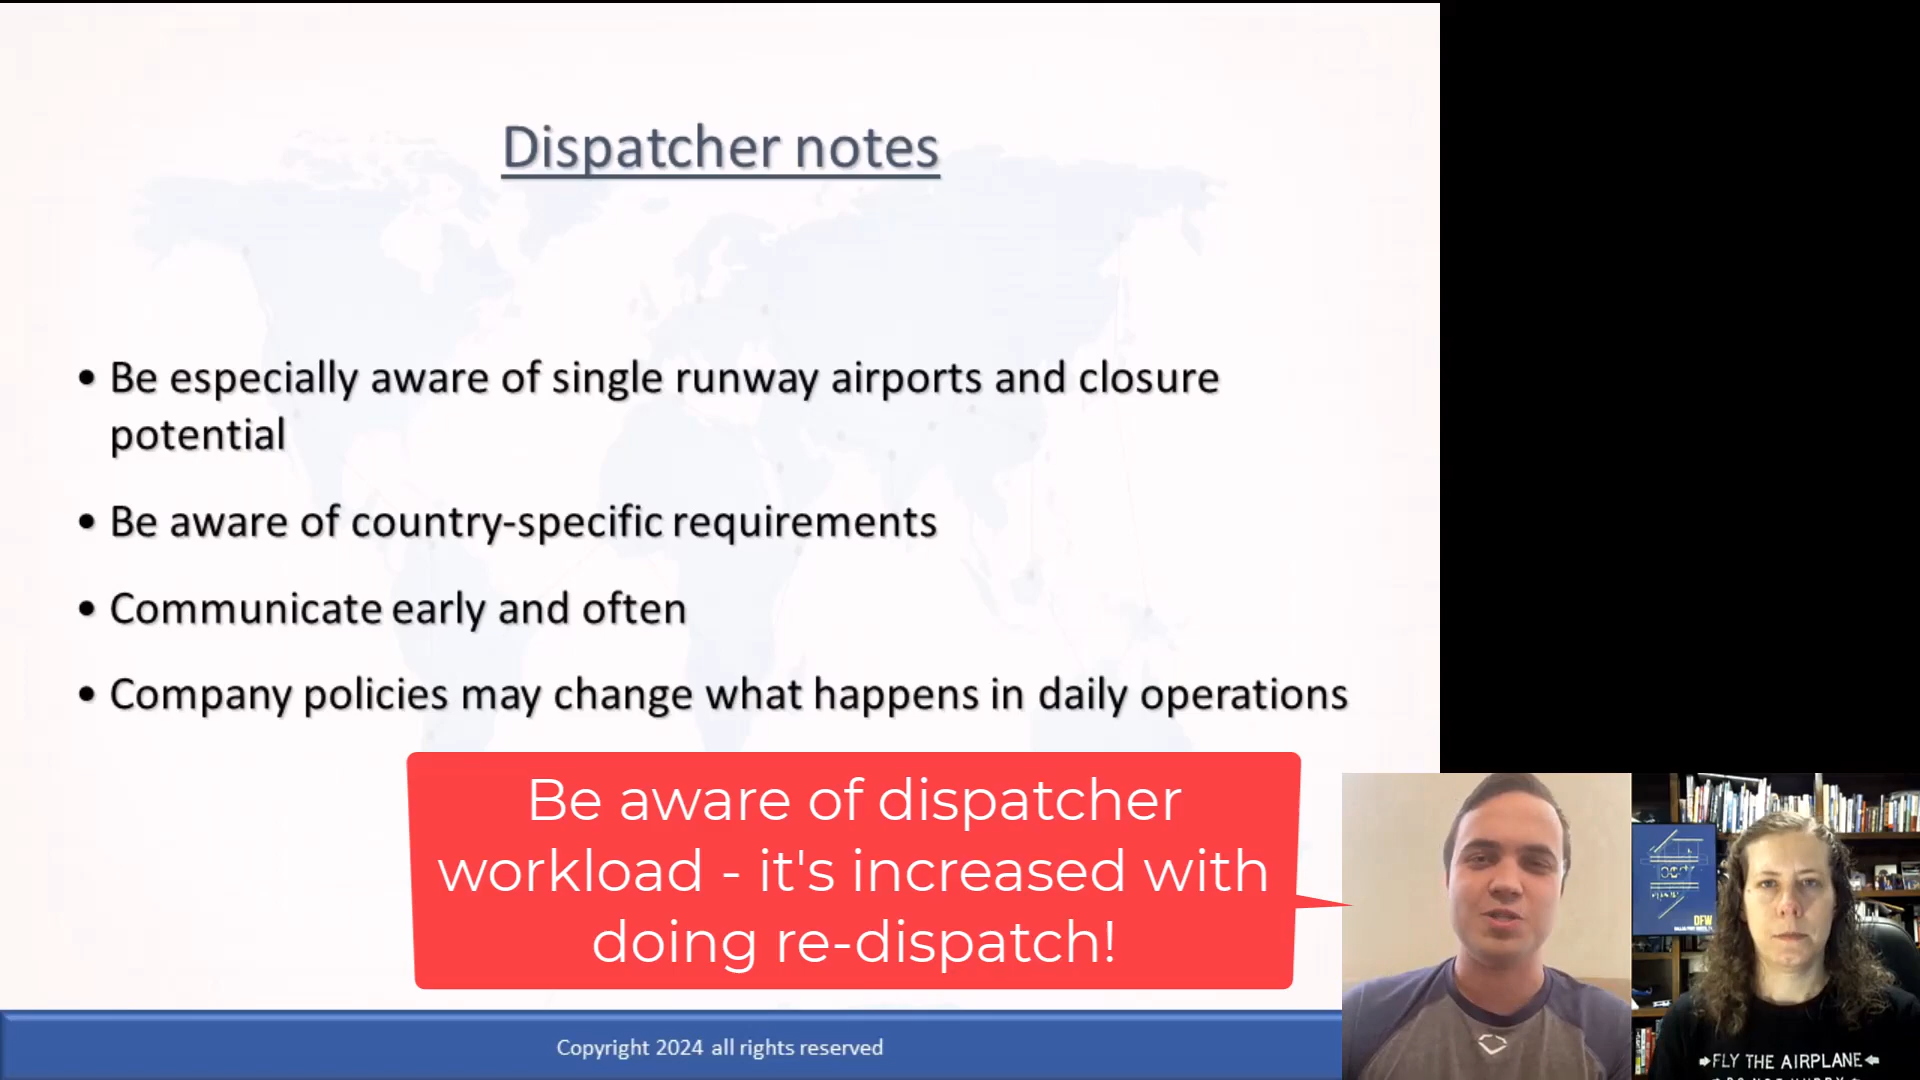 Dispatcher notes
• Be especially aware of single runway airports and closure
potential
• Be aware of country-specific requirements
• Communicate early and often
• Company policies may change what happens in daily operations
Be aware of dispatcher
workload - it's increased with
doing re-dispatch!
Copyright 2024 all rights reserved
DFW
FLY THE AIRPLANE